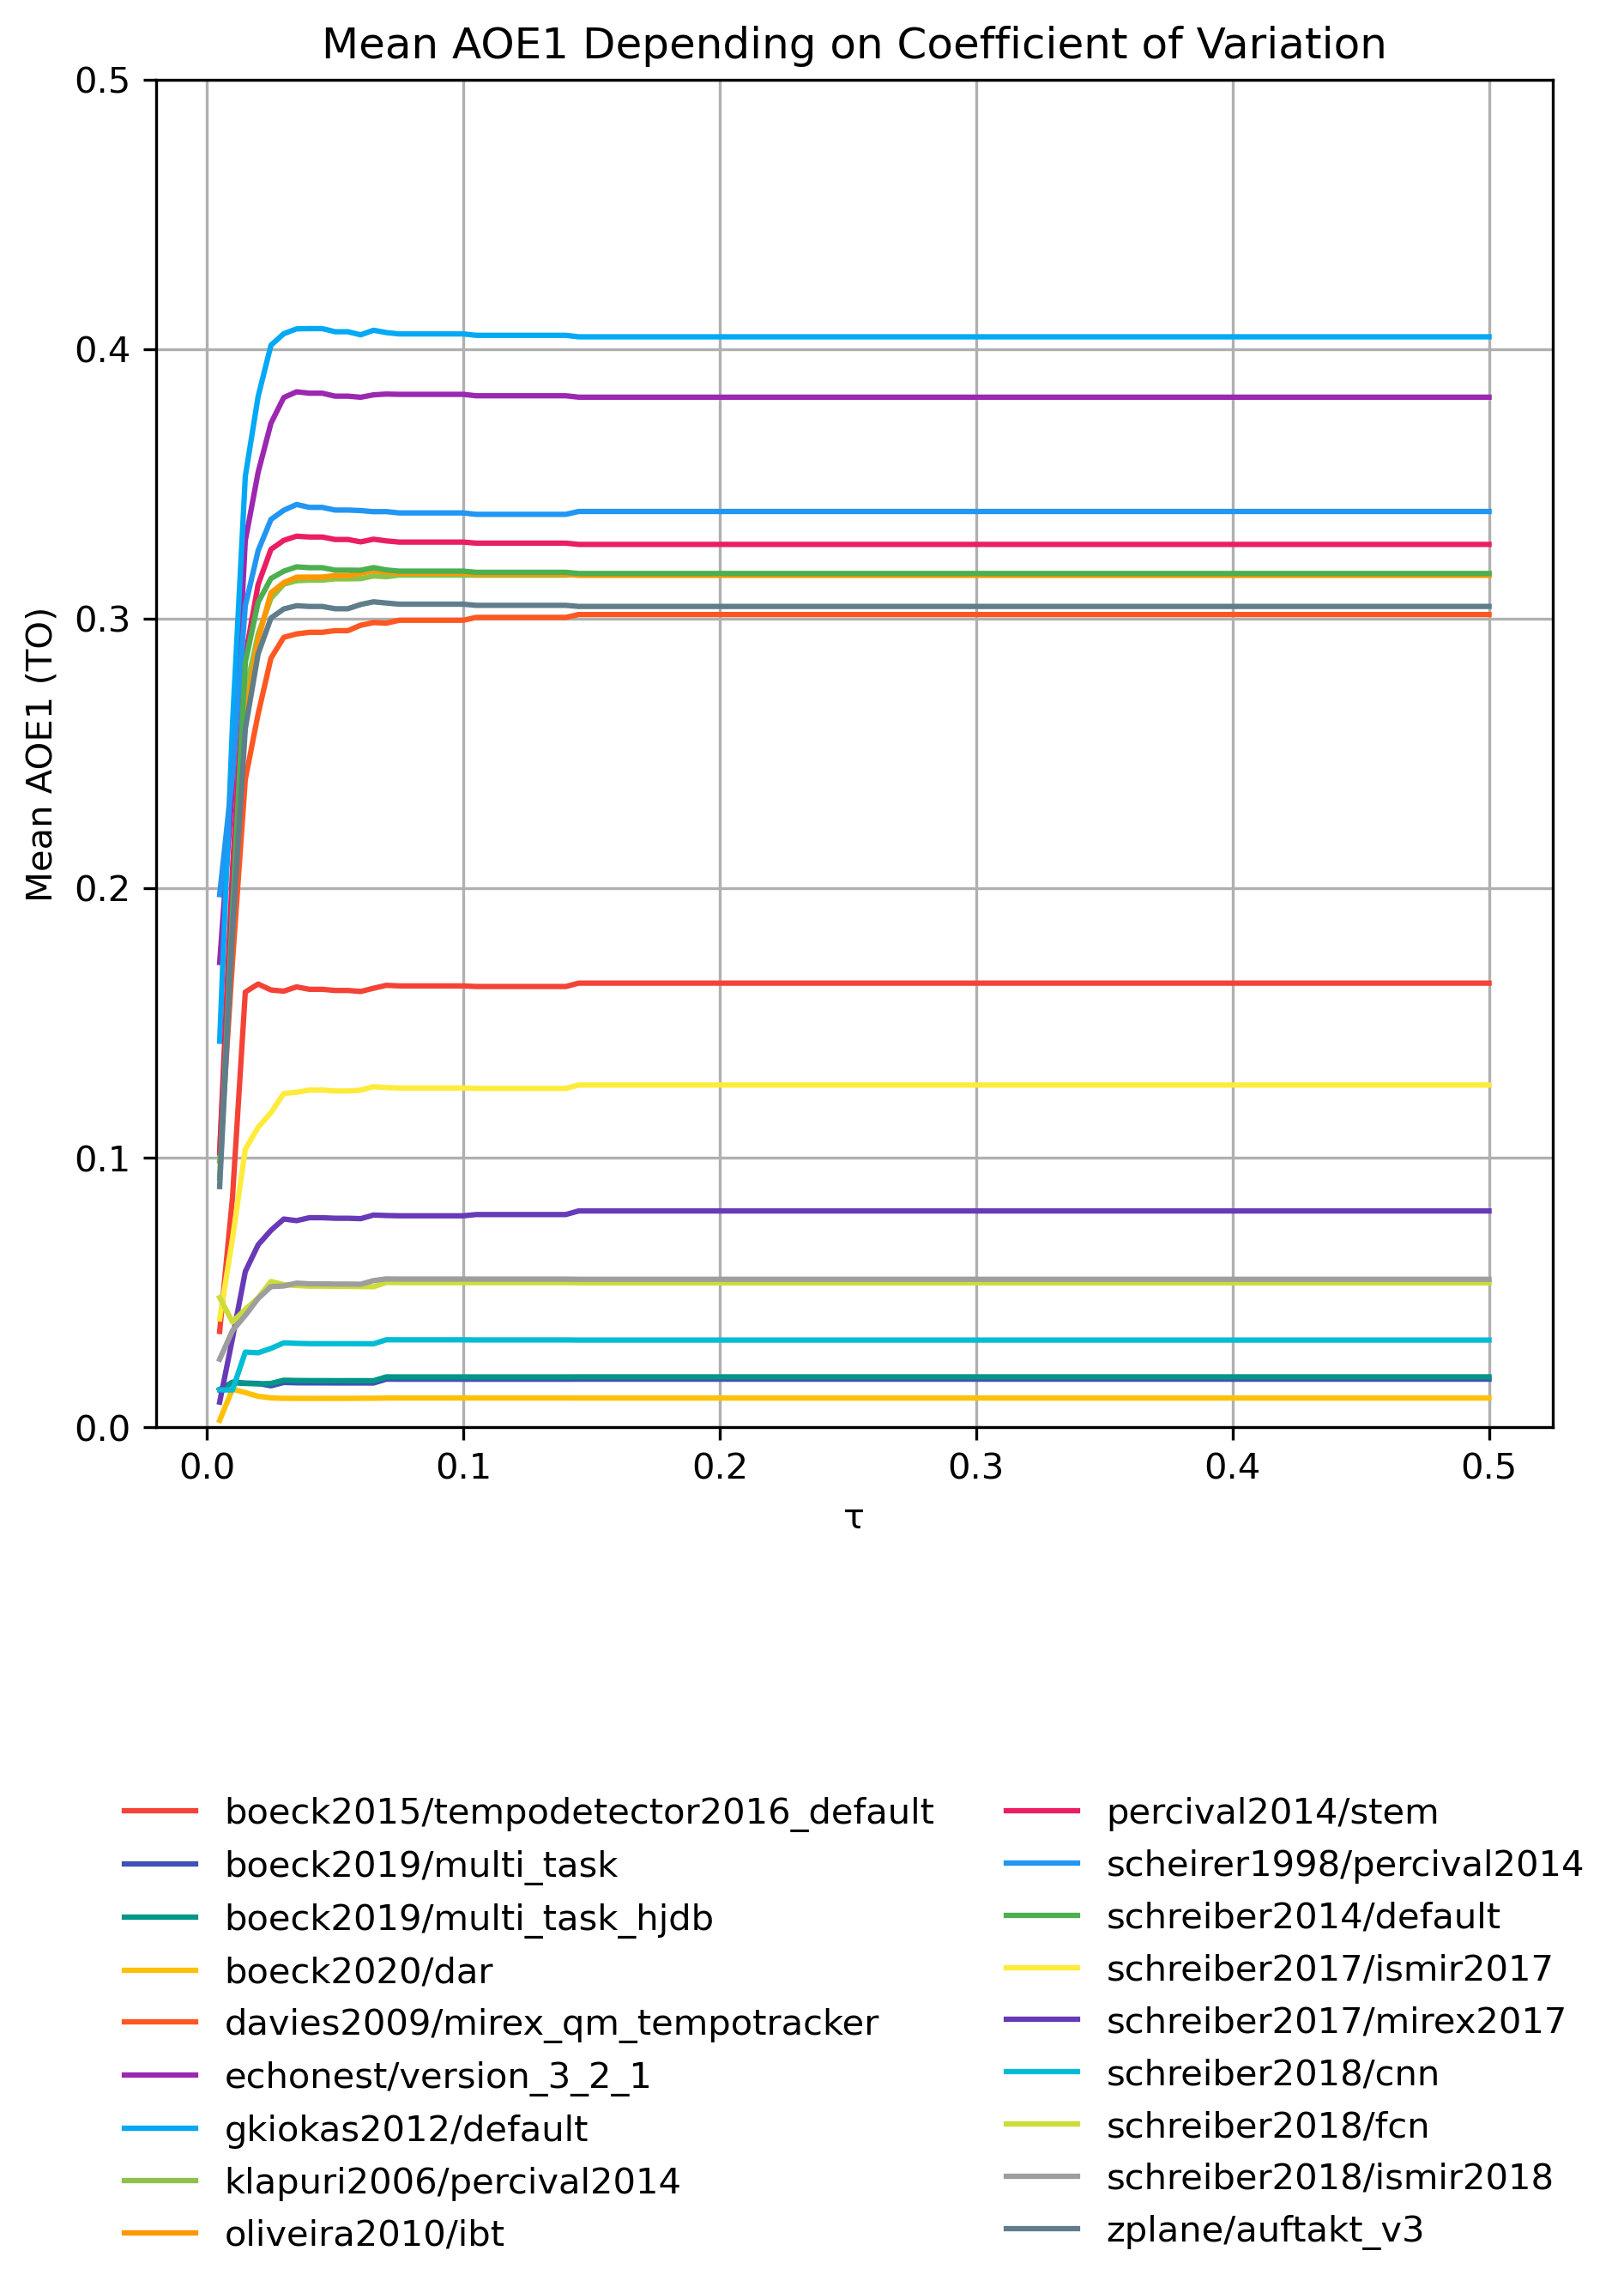 Mean AOE1 Depending on Coefficient of Variation
0.5
0.4
0.3
0.2
0.1
0.0
Mean AOE1 (TO)
0.0 0.1 0.2 0.3 0.4 0.5
τ
boeck2015/tempodetector2016_default
boeck2019/multi_task
boeck2019/multi_task_hjdb
boeck2020/dar
davies2009/mirex_qm_tempotracker
echonest/version_3_2_1
gkiokas2012/default
klapuri2006/percival2014
oliveira2010/ibt
percival2014/stem
scheirer1998/percival2014
schreiber2014/default
schreiber2017/ismir2017
schreiber2017/mirex2017
schreiber2018/cnn
schreiber2018/fcn
schreiber2018/ismir2018
zplane/auftakt_v3